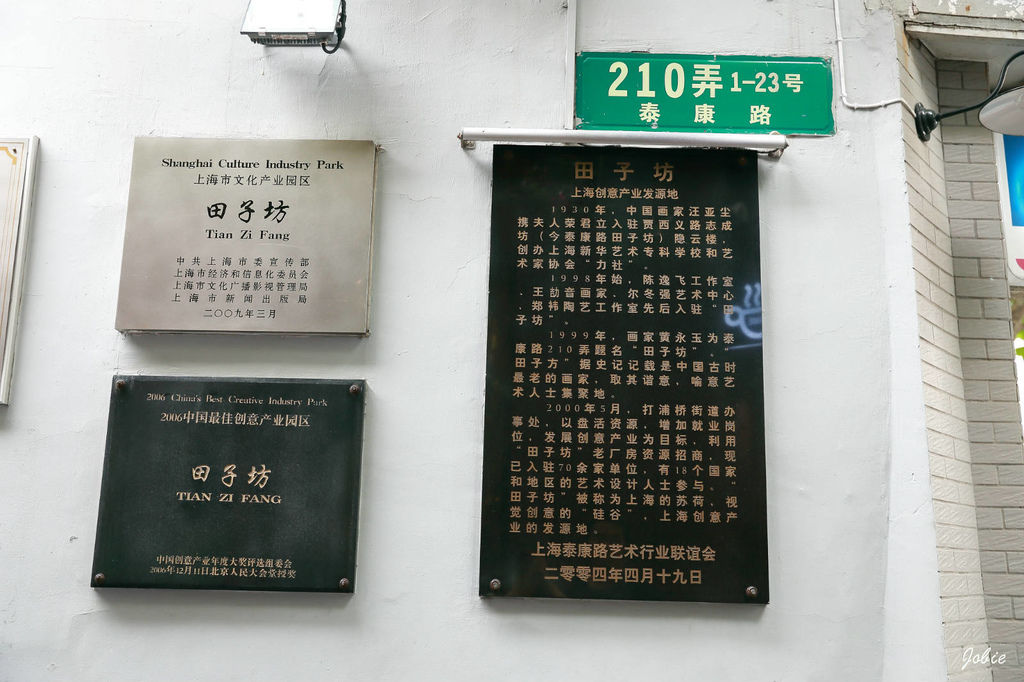 Shanghai Culture Industry Park
上海市文化产业园区
田子坊
Tian Zi Fang
中共上海市委宣传部
上海市经济和信息化委员会
上海市文化广播影视管理局
上海市新闻出版局
二〇〇九年三月
2006 China's Best Creative Industry Park
2006中国最佳创意产业园区
田子坊
TIAN ZI FANG
中国创意产业年度大奖评选组委会
2006年12月11日北京人民大会堂授奖
210弄 1-23号
泰康路
田子坊
上海创意产业发源地
1930年,中国画家汪亚尘
携夫人荣君立入驻贾西义路志成
坊(今泰康路田子坊)隐云楼,
创办上海新华艺术专科学校和艺
术家协会“力社”。
1998年始,陈逸飞工作室
、王劼音画家、尔冬强艺术中心
、郑祎陶艺工作室先后入驻“田
子坊”。
1999年,画家黄永玉为泰
康路210弄题名“田子坊”。“
田子方”据史记记载是中国古时
最老的画家,取其谐意,喻意艺
术人士集聚地。
2000年5月,打浦桥街道办
事处,以盘活资源,增加就业岗
位,发展创意产业为目标,利用
“田子坊”老厂房资源招商,现
已入驻70余家单位,有18个国家
和地区的艺术设计人士参与。“
田子坊”被称为上海的苏荷,视
觉创意的“硅谷”,上海创意产
业的发源地。
上海泰康路艺术行业联谊会
二零零四年四月十九日
Jobie